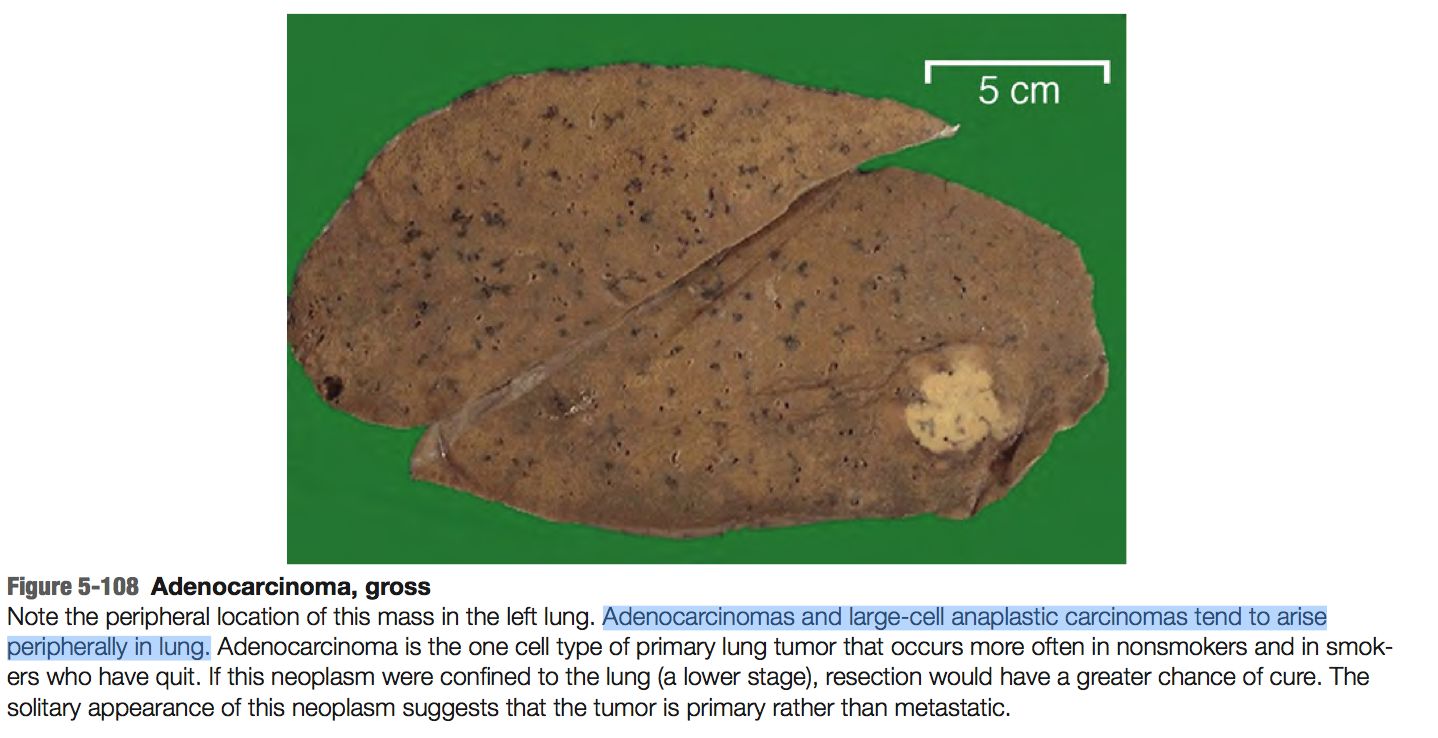 5 cm
Figure 5-108 Adenocarcinoma, gross
Note the peripheral location of this mass in the left lung. Adenocarcinomas and large-cell anaplastic carcinomas tend to arise
peripherally in lung. Adenocarcinoma is the one cell type of primary lung tumor that occurs more often in nonsmokers and in smok-
ers who have quit. If this neoplasm were confined to the lung (a lower stage), resection would have a greater chance of cure. The
solitary appearance of this neoplasm suggests that the tumor is primary rather than metastatic.